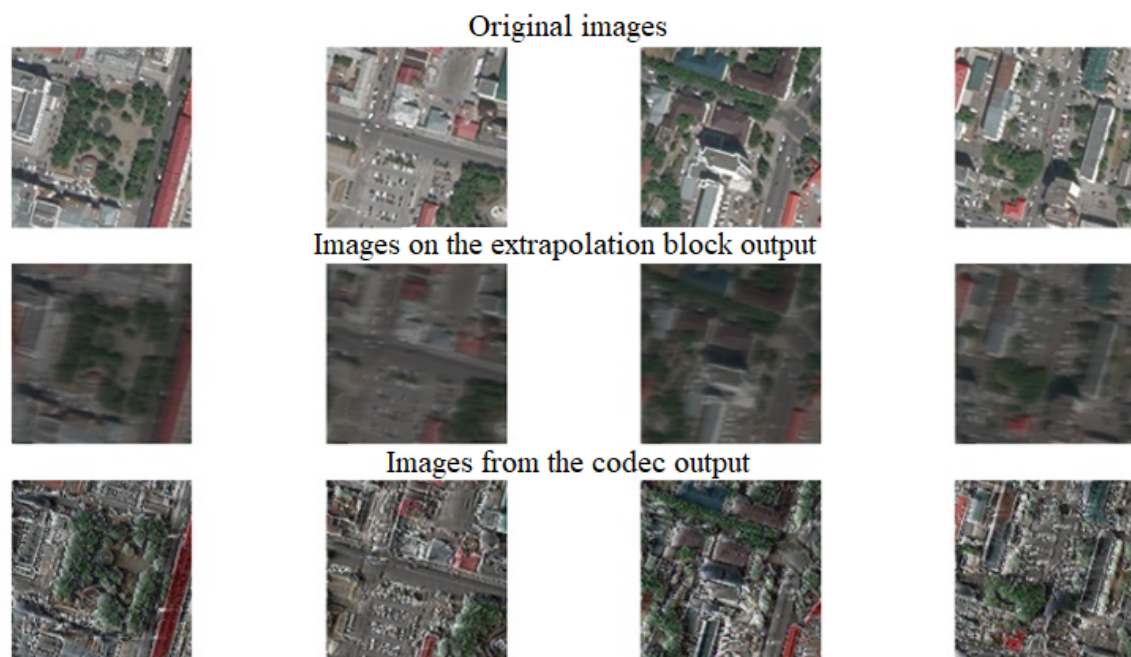 Original images
Images on the extrapolation block output
Images from the codec output